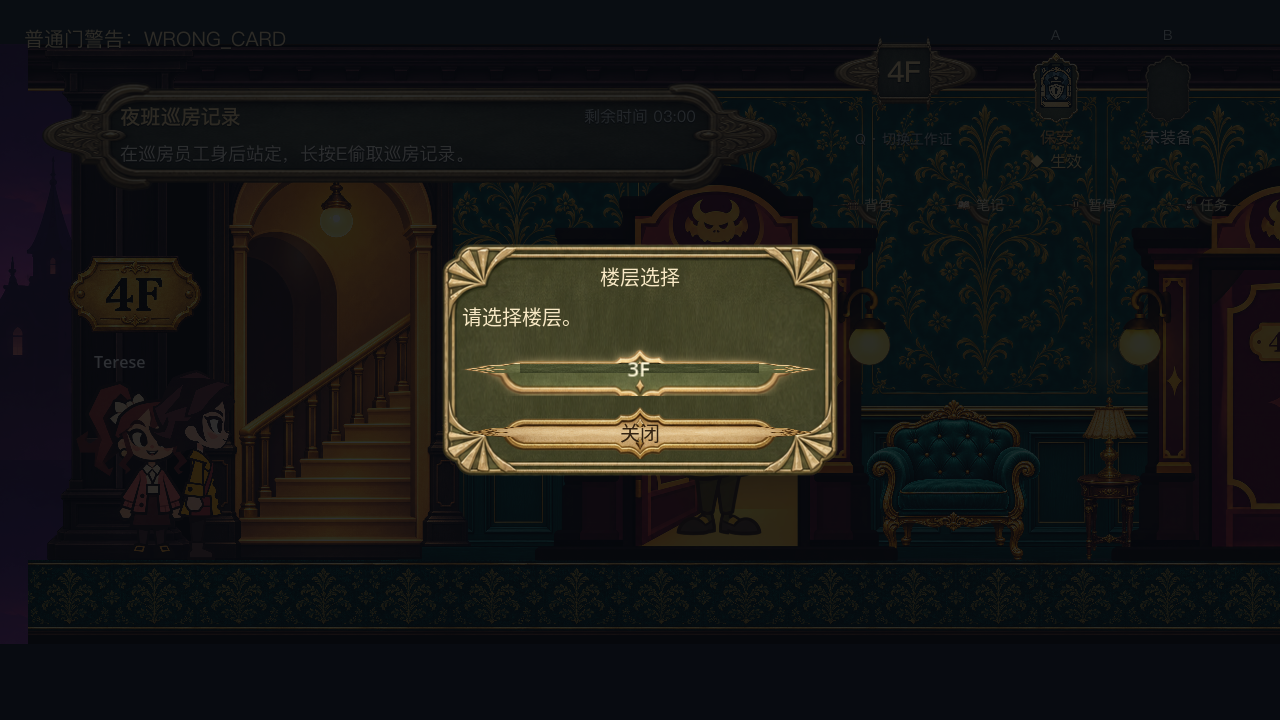 普通门警告：WRONG_CARD
夜班巡房记录
剩余时间 03:00
在巡房员工身后站定，长按E偷取巡房记录。
4F
A
B
Q
切换工作证
保安
未装备
生效
背包
笔记
暂停
任务
4F
Terese
楼层选择
请选择楼层。
3F
关闭
4